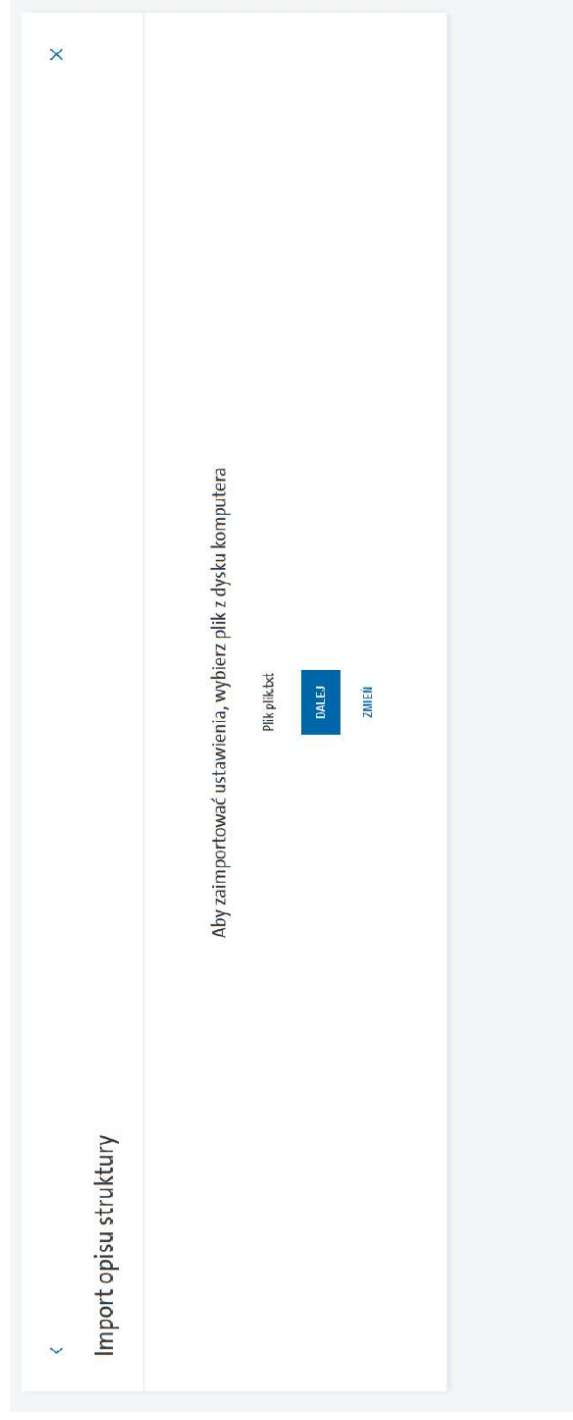 Import opisu struktury
Aby zaimportować ustawienia, wybierz plik z dysku komputera
Plik plik.txt
DALEJ
ZMIEŃ